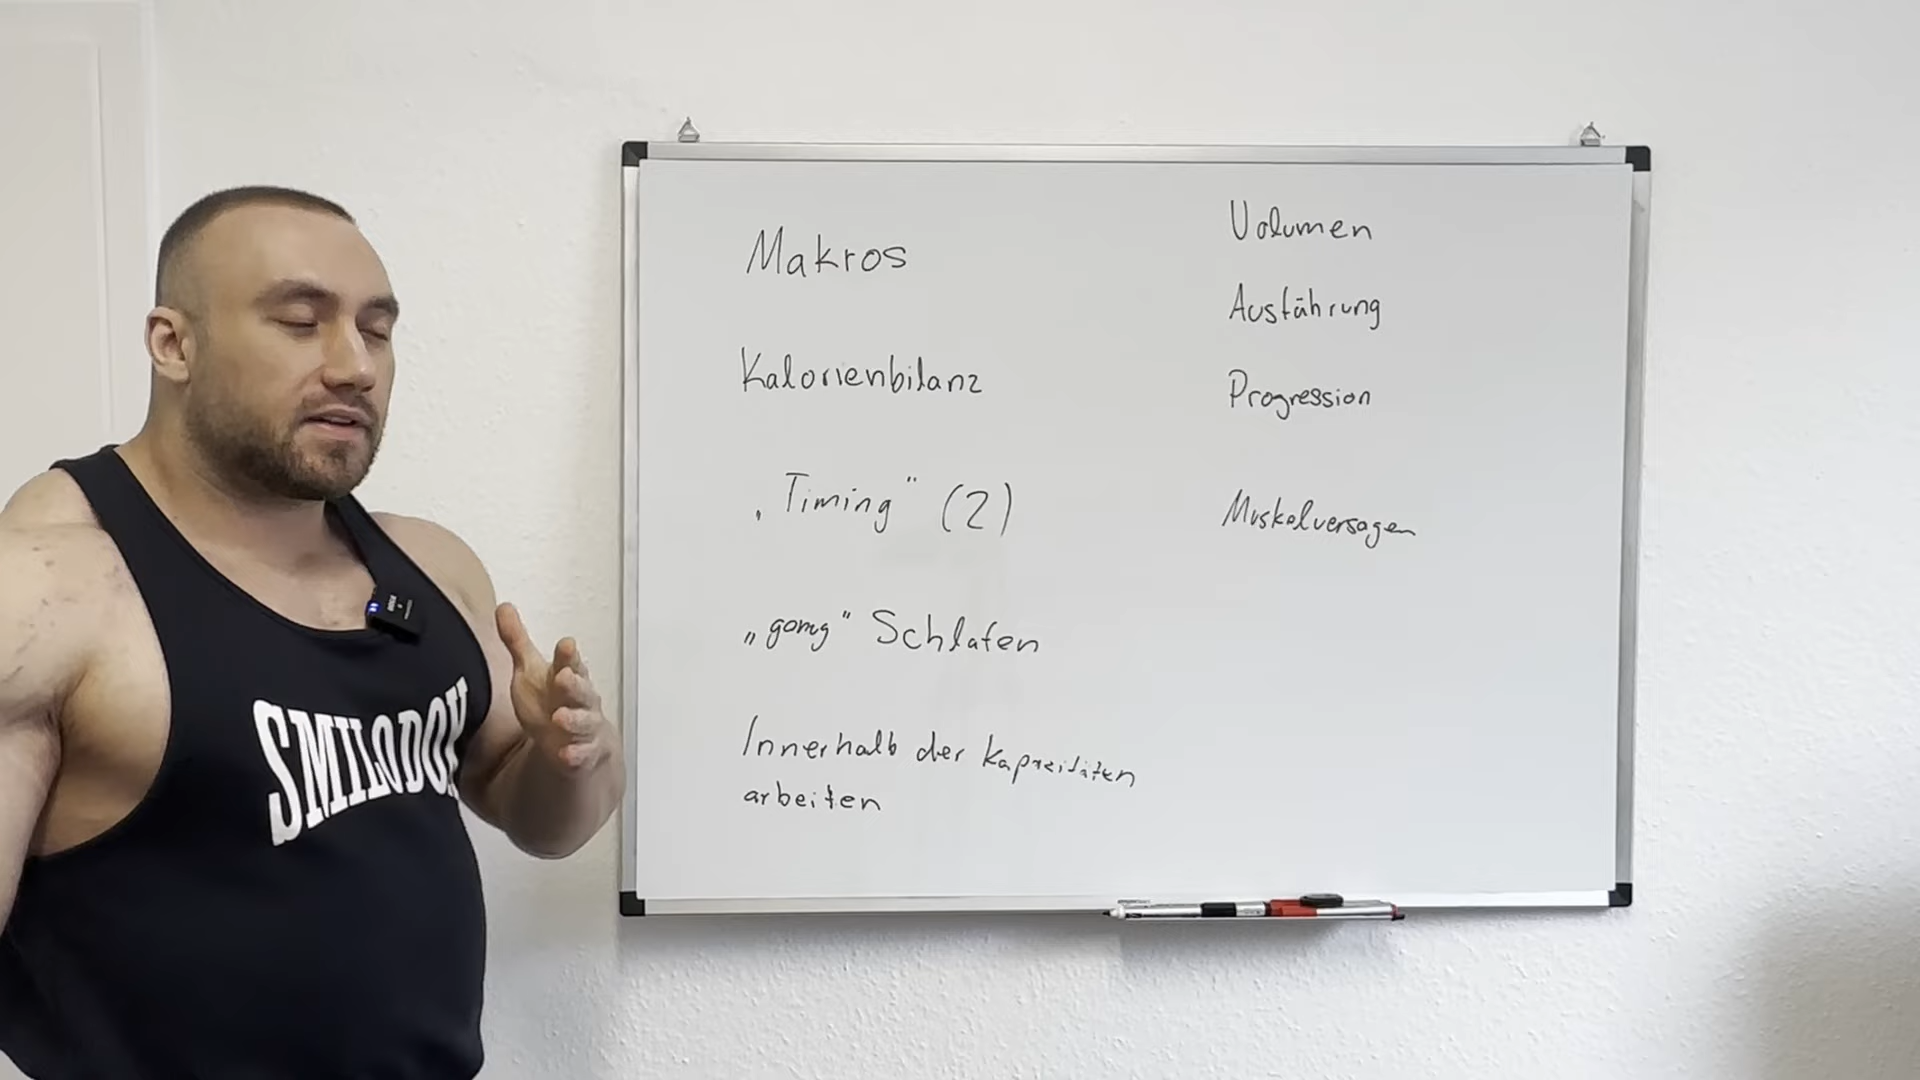 Makros
Kalorienbilanz
„Timing“ (2)
„genug“ Schlafen
Innerhalb der Kapazitäten
arbeiten
Volumen
Ausführung
Progression
Muskelversagen
SMILODON